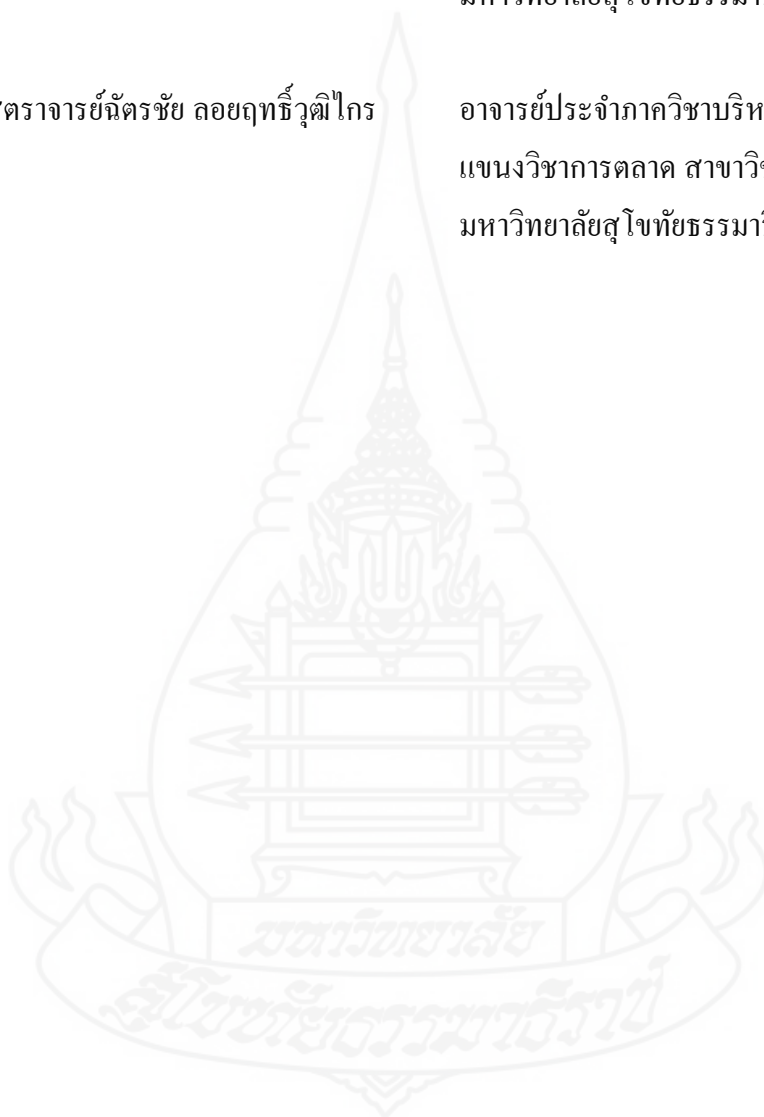 ตราจารย์ฉัตรชัย ลอยฤทธิ์วุฒิไกร
อาจารย์ประจำภาควิชาบริห
แขนงวิชาการตลาด สาขาวิ
มหาวิทยาลัยสุโขทัยธรรมา
มหาวิทยาลัย
สุโขทัยธรรมาธิราช